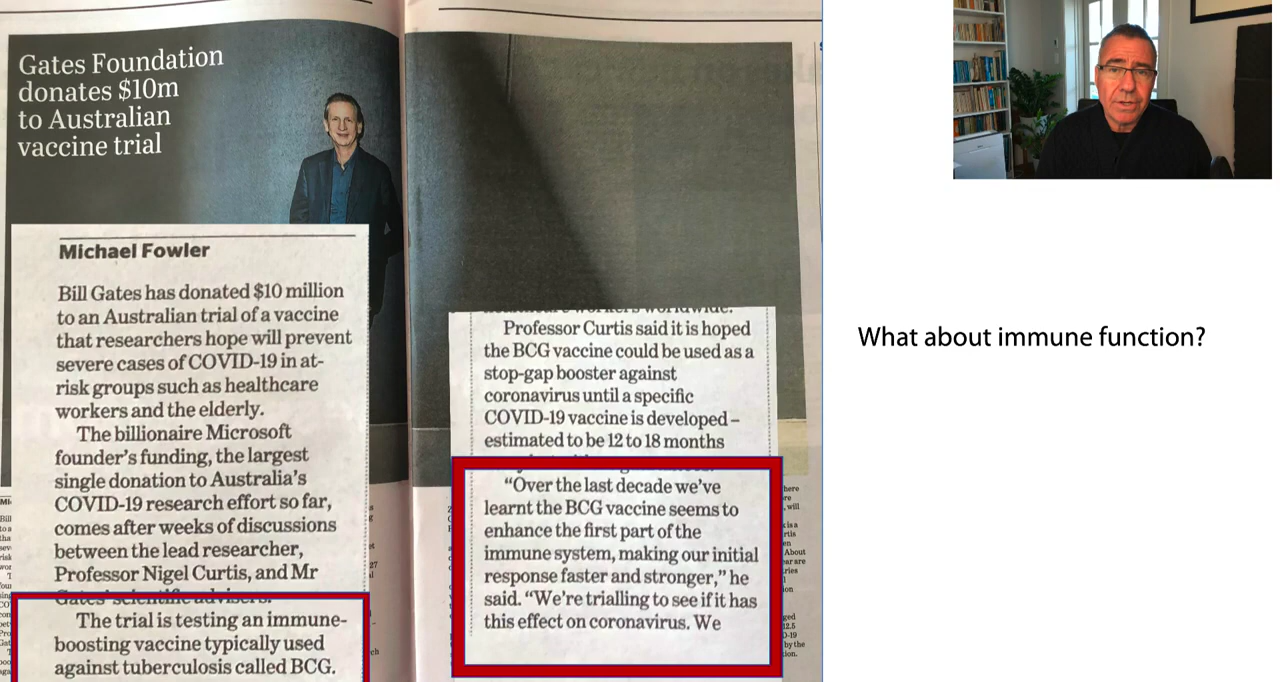 Gates Foundation
donates $10m
to Australian
vaccine trial
Michael Fowler
Bill Gates has donated $10 million
to an Australian trial of a vaccine
that researchers hope will prevent
severe cases of COVID-19 in at-
risk groups such as healthcare
workers and the elderly.
The billionaire Microsoft
founder's funding, the largest
single donation to Australia's
COVID-19 research effort so far,
comes after weeks of discussions
between the lead researcher,
Professor Nigel Curtis, and Mr
Gates' scientific advisers.
The trial is testing an immune-
boosting vaccine typically used
against tuberculosis called BCG.
healthcare workers worldwide.
Professor Curtis said it is hoped
the BCG vaccine could be used as a
stop-gap booster against
coronavirus until a specific
COVID-19 vaccine is developed –
estimated to be 12 to 18 months
“Over the last decade we've
learnt the BCG vaccine seems to
enhance the first part of the
immune system, making our initial
response faster and stronger,” he
said. “We're trialling to see if it has
this effect on coronavirus. We
What about immune function?